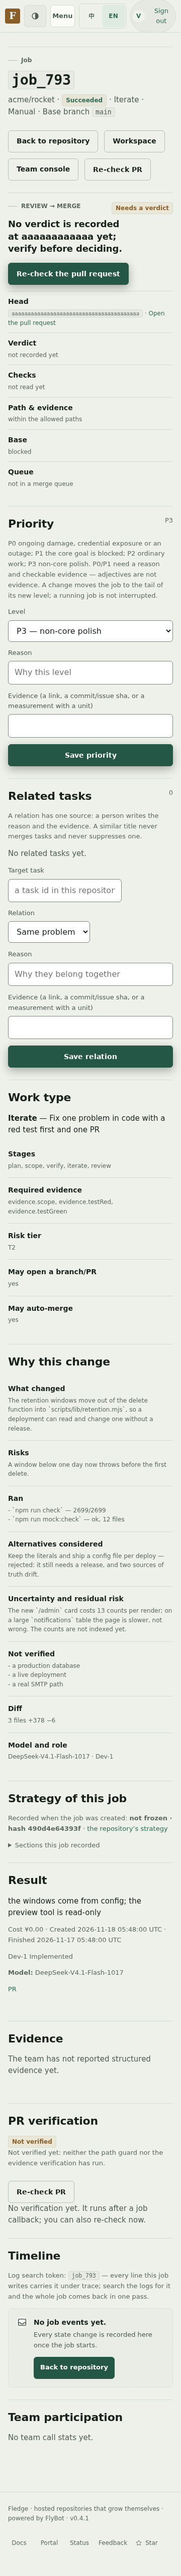 F Menu 中 EN V Sign out
Job
job_793
acme/rocket · Succeeded · Iterate ·
Manual · Base branch main
Back to repository
Workspace
Team console
Re-check PR
REVIEW → MERGE
Needs a verdict
No verdict is recorded
at aaaaaaaaaaaa yet;
verify before deciding.
Re-check the pull request
Head
· Open
the pull request
Verdict
not recorded yet
Checks
not read yet
Path & evidence
within the allowed paths
Base
blocked
Queue
not in a merge queue
Priority
P3
P0 ongoing damage, credential exposure or an
outage; P1 the core goal is blocked; P2 ordinary
work; P3 non-core polish. P0/P1 need a reason
and checkable evidence — adjectives are not
evidence. A change moves the job to the tail of
its new level; a running job is not interrupted.
Level
P3 — non-core polish
Reason
Why this level
Evidence (a link, a commit/issue sha, or a
measurement with a unit)
Save priority
Related tasks
0
A relation has one source: a person writes the
reason and the evidence. A similar title never
merges tasks and never suppresses one.
No related tasks yet.
Target task
a task id in this repositor
Relation
Same problem
Reason
Why they belong together
Evidence (a link, a commit/issue sha, or a
measurement with a unit)
Save relation
Work type
Iterate — Fix one problem in code with a
red test first and one PR
Stages
plan, scope, verify, iterate, review
Required evidence
evidence.scope, evidence.testRed,
evidence.testGreen
Risk tier
T2
May open a branch/PR
yes
May auto-merge
yes
Why this change
What changed
The retention windows move out of the delete
function into `scripts/lib/retention.mjs`, so a
deployment can read and change one without a
release.
Risks
A window below one day now throws before the first
delete.
Ran
- `npm run check` — 2699/2699
- `npm run mock:check` — ok, 12 files
Alternatives considered
Keep the literals and ship a config file per deploy —
rejected: it still needs a release, and two sources of
truth drift.
Uncertainty and residual risk
The new `/admin` card costs 13 counts per render; on
a large `notifications` table the page is slower, not
wrong. The counts are not indexed yet.
Not verified
- a production database
- a live deployment
- a real SMTP path
Diff
3 files +378 −6
Model and role
DeepSeek-V4.1-Flash-1017 · Dev-1
Strategy of this job
Recorded when the job was created: not frozen ·
hash 490d4e64393f · the repository's strategy
▶ Sections this job recorded
Result
the windows come from config; the
preview tool is read-only
Cost ¥0.00 · Created 2026-11-18 05:48:00 UTC ·
Finished 2026-11-17 05:48:00 UTC
Dev-1 Implemented
Model: DeepSeek-V4.1-Flash-1017
PR
Evidence
The team has not reported structured
evidence yet.
PR verification
Not verified
Not verified yet: neither the path guard nor the
evidence verification has run.
Re-check PR
No verification yet. It runs after a job
callback; you can also re-check now.
Timeline
Log search token: job_793 — every line this job
writes carries it under trace; search the logs for it
and the whole job comes back in one pass.
No job events yet.
Every state change is recorded here
once the job starts.
Back to repository
Team participation
No team call stats yet.
Fledge · hosted repositories that grow themselves ·
powered by FlyBot · v0.4.1
Docs Portal Status Feedback ☆ Star